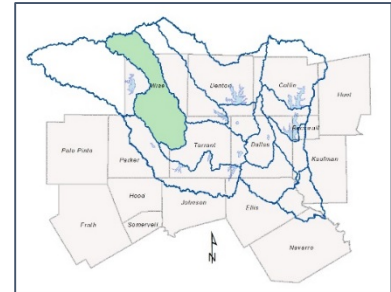 Wise
Denton
Collin
Hunt
Palo Pinto
Parker
Tarrant
Dallas
Rockwall
Kaufman
Hood
Johnson
Ellis
Erath
Somervell
Navarro
N